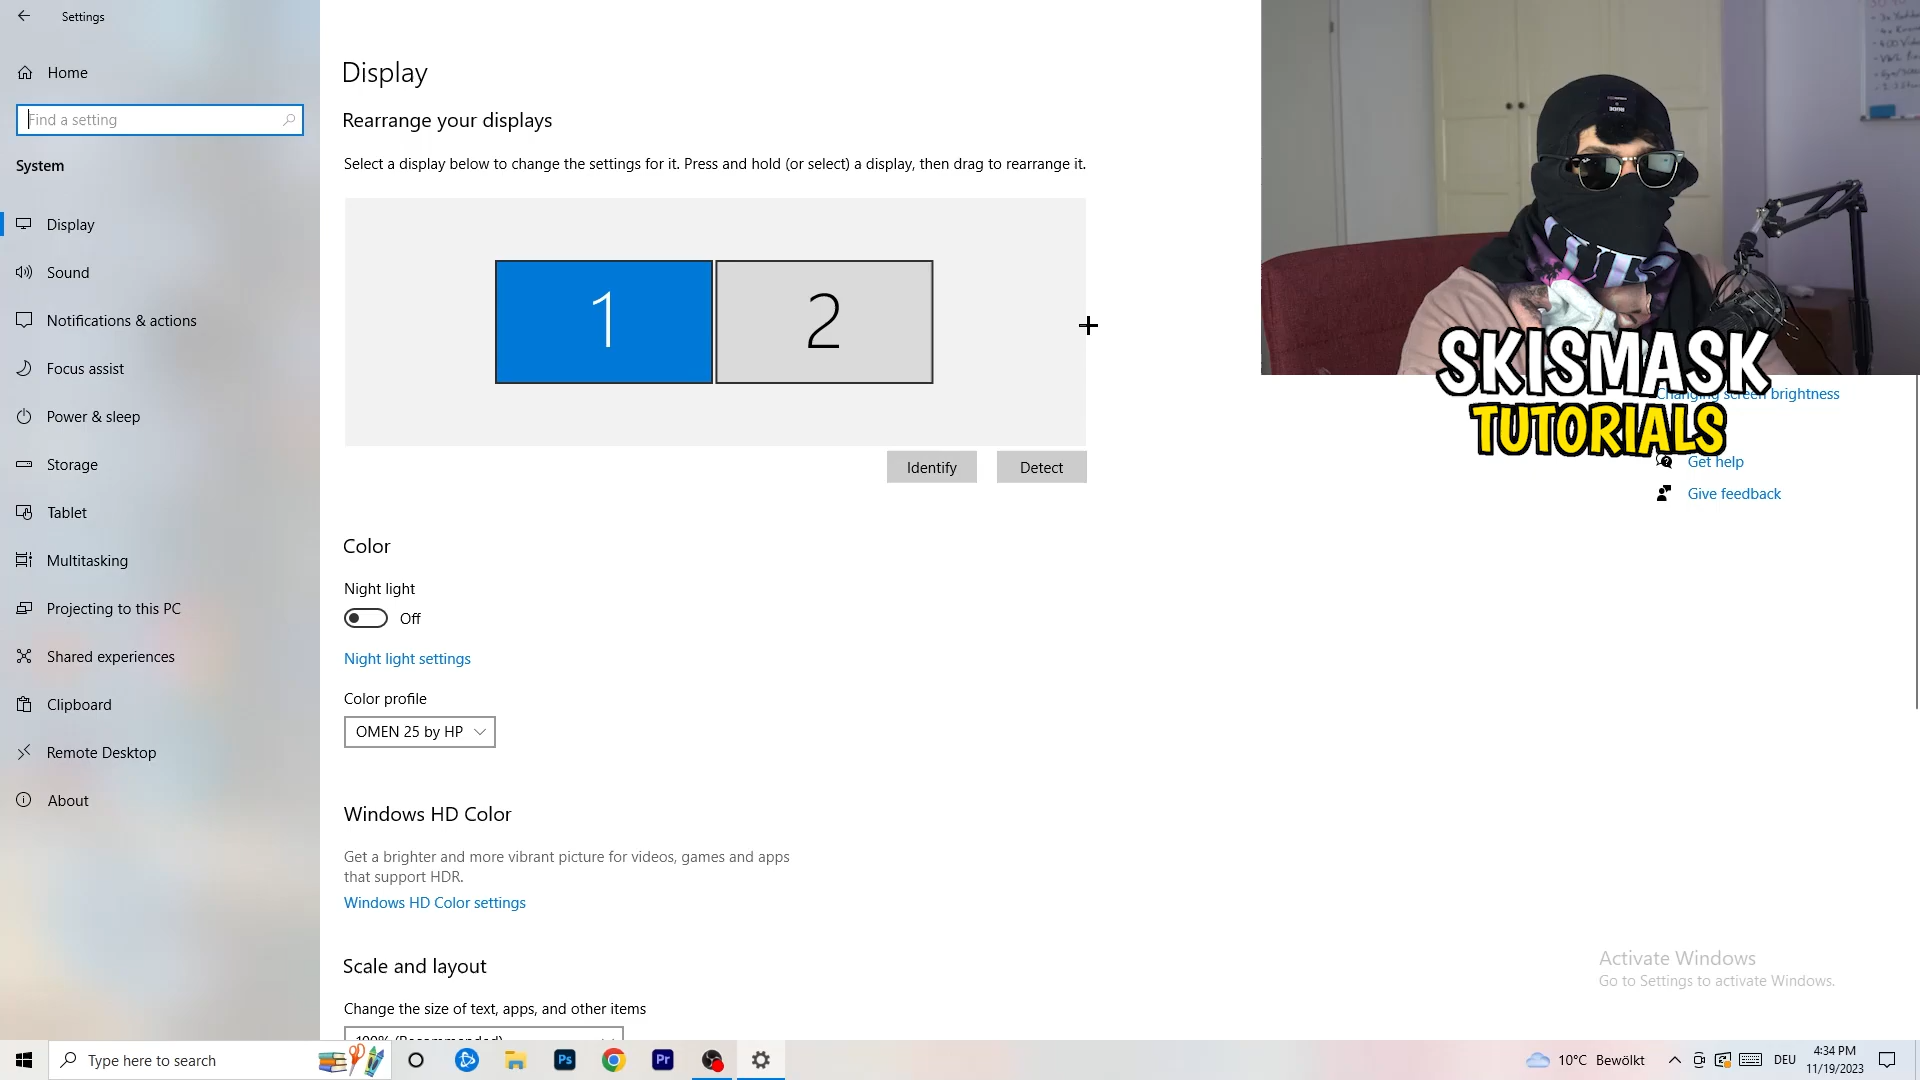 Settings
Home
Find a setting
System
Display
Sound
Notifications & actions
Focus assist
Power & sleep
Storage
Tablet
Multitasking
Projecting to this PC
Shared experiences
Clipboard
Remote Desktop
About
Display
Rearrange your displays
Select a display below to change the settings for it. Press and hold (or select) a display, then drag to rearrange it.
1
2
Identify
Detect
Color
Night light
Off
Night light settings
Color profile
OMEN 25 by HP
Windows HD Color
Get a brighter and more vibrant picture for videos, games and apps
that support HDR.
Windows HD Color settings
Scale and layout
Change the size of text, apps, and other items
100% (Recommended)
SKISMASK
TUTORIALS
Changing screen brightness
Get help
Give feedback
Activate Windows
Go to Settings to activate Windows.
Type here to search
Ps
Pr
10°C Bewölkt
DEU
4:34 PM
11/19/2023